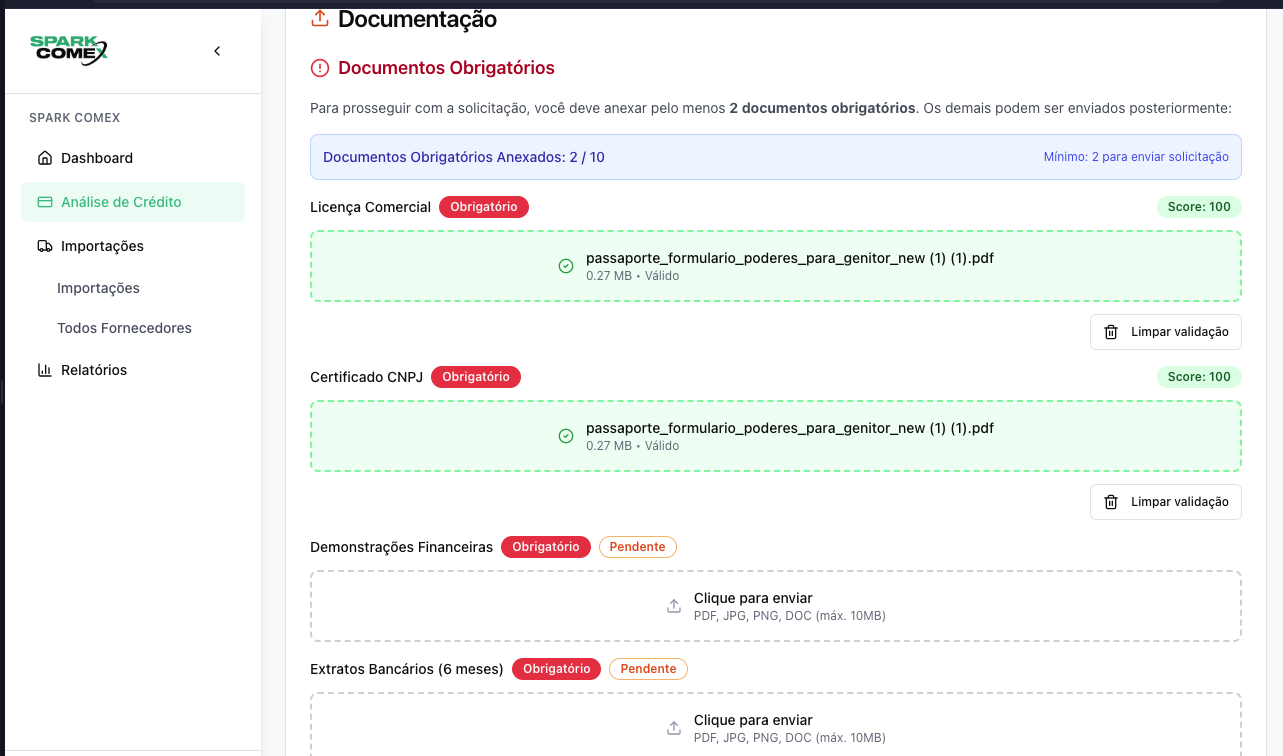 SPARK
COMEX
SPARK COMEX
Dashboard
Análise de Crédito
Importações
Importações
Todos Fornecedores
Relatórios
Documentação
Documentos Obrigatórios
Para prosseguir com a solicitação, você deve anexar pelo menos 2 documentos obrigatórios. Os demais podem ser enviados posteriormente:
Documentos Obrigatórios Anexados: 2 / 10 Mínimo: 2 para enviar solicitação
Licença Comercial Obrigatório Score: 100
passaporte_formulario_poderes_para_genitor_new (1) (1).pdf
0.27 MB • Válido
Limpar validação
Certificado CNPJ Obrigatório Score: 100
passaporte_formulario_poderes_para_genitor_new (1) (1).pdf
0.27 MB • Válido
Limpar validação
Demonstrações Financeiras Obrigatório Pendente
Clique para enviar
PDF, JPG, PNG, DOC (máx. 10MB)
Extratos Bancários (6 meses) Obrigatório Pendente
Clique para enviar
PDF, JPG, PNG, DOC (máx. 10MB)